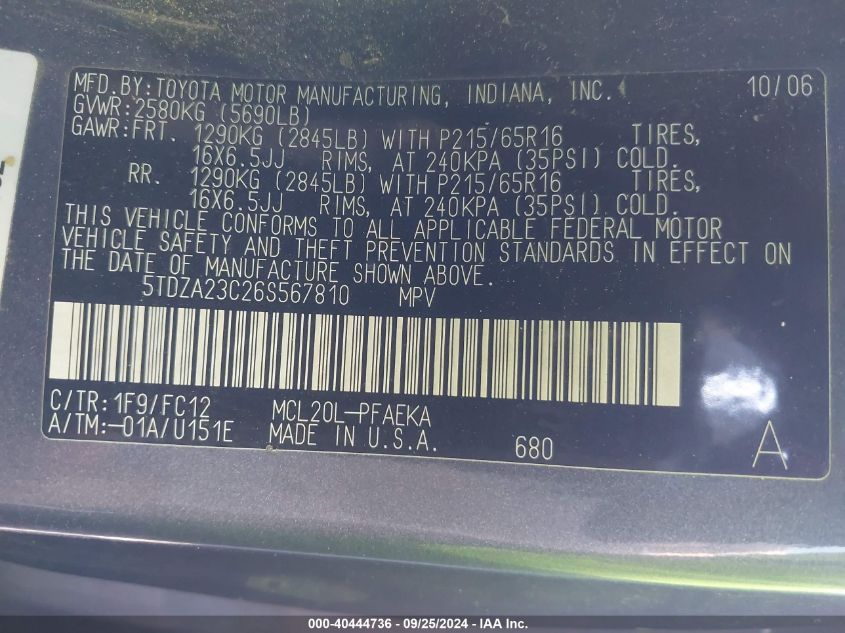 MFD. BY: TOYOTA MOTOR MANUFACTURING, INDIANA, INC. 10/06
GVWR: 2580KG (5690LB)
GAWR: FRT. 1290KG (2845LB) WITH P215/65R16 TIRES,
16X6.5JJ RIMS, AT 240KPA (35PSI) COLD.
RR. 1290KG (2845LB) WITH P215/65R16 TIRES,
16X6.5JJ RIMS, AT 240KPA (35PSI) COLD.
THIS VEHICLE CONFORMS TO ALL APPLICABLE FEDERAL MOTOR
VEHICLE SAFETY AND THEFT PREVENTION STANDARDS IN EFFECT ON
THE DATE OF MANUFACTURE SHOWN ABOVE.
5TDZA23C26S567810 MPV
C/TR: 1F9/FC12 MCL20L-PFAEKA
A/TM:-01A/U151E MADE IN U.S.A. 680 A
000-40444736 - 09/25/2024 - IAA Inc.